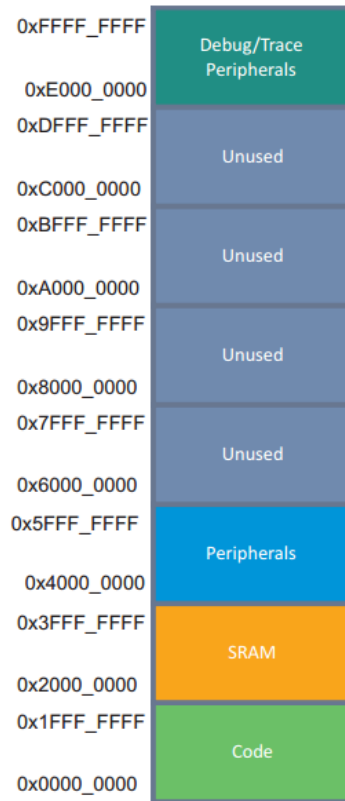 0xFFFF_FFFF
Debug/Trace
Peripherals
0xE000_0000
0xDFFF_FFFF
Unused
0xC000_0000
0xBFFF_FFFF
Unused
0xA000_0000
0x9FFF_FFFF
Unused
0x8000_0000
0x7FFF_FFFF
Unused
0x6000_0000
0x5FFF_FFFF
Peripherals
0x4000_0000
0x3FFF_FFFF
SRAM
0x2000_0000
0x1FFF_FFFF
Code
0x0000_0000